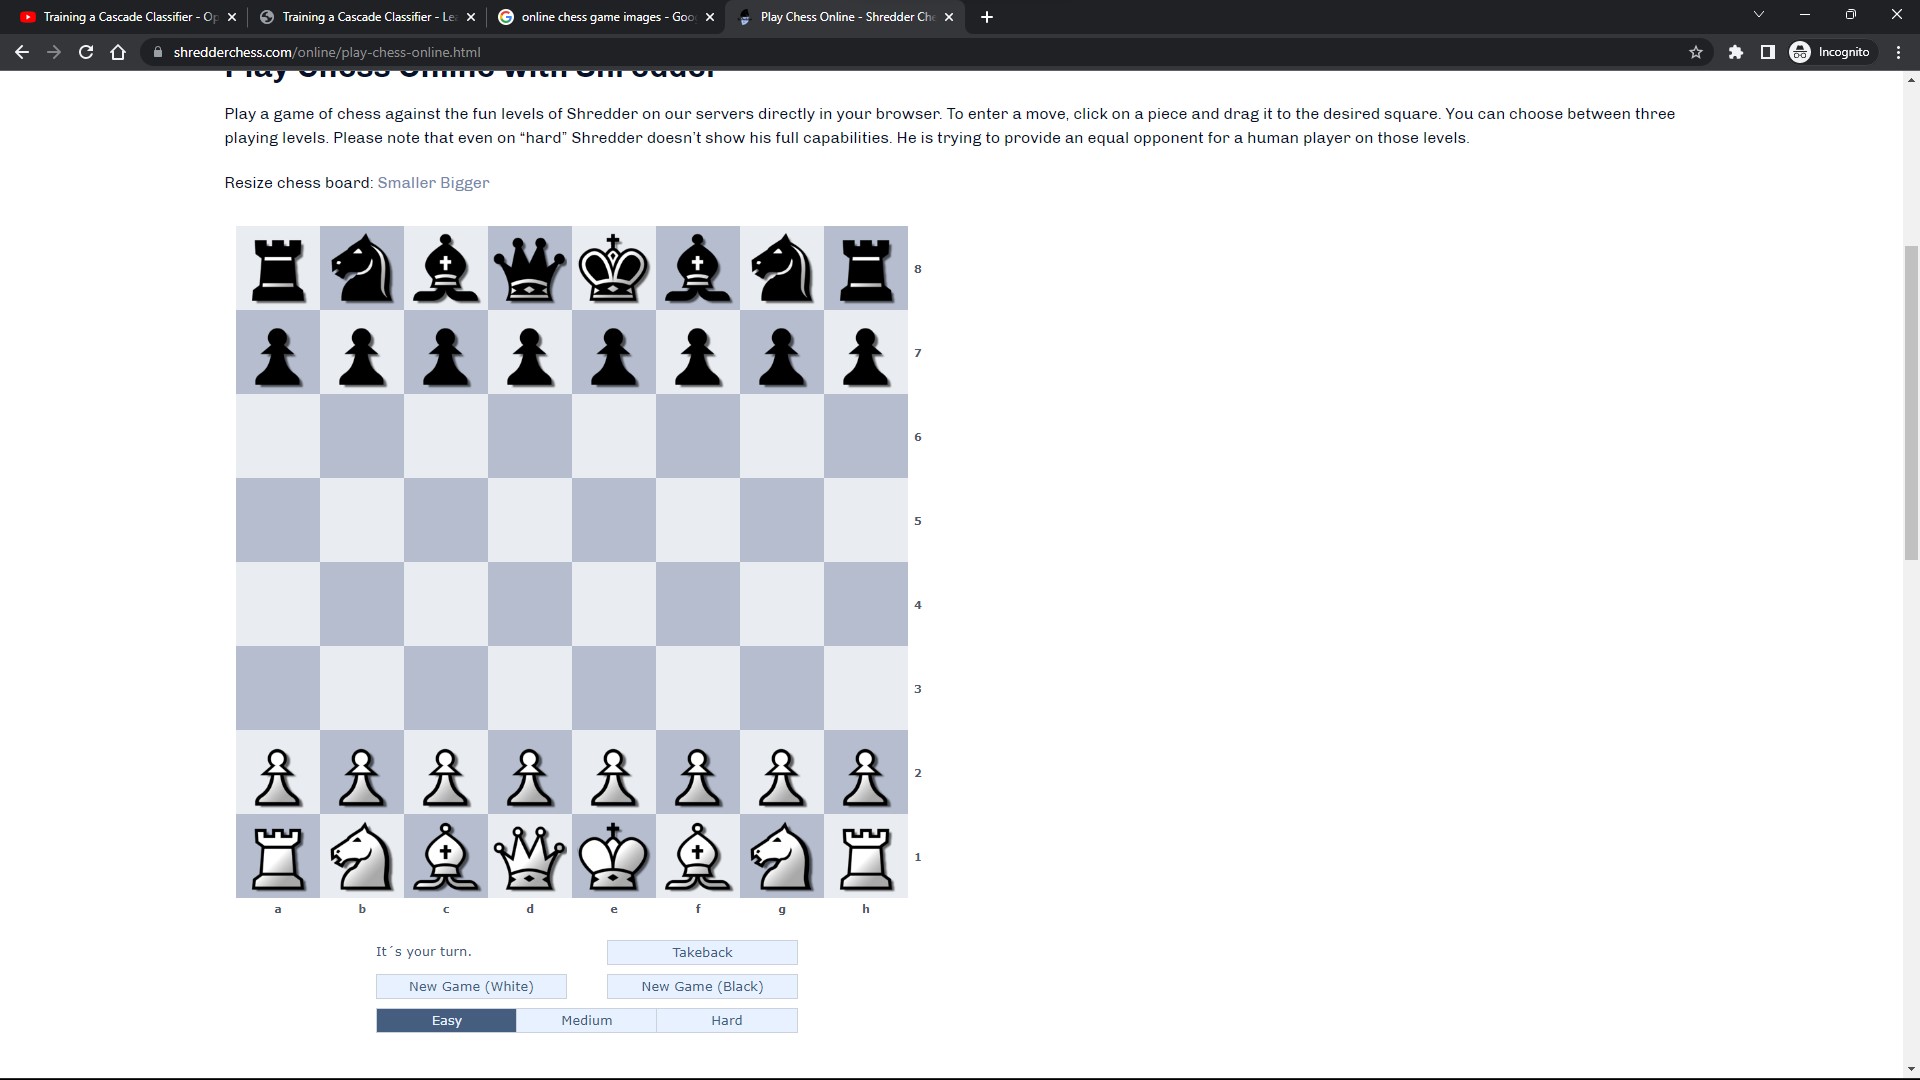 Training a Cascade Classifier - Op
Training a Cascade Classifier - Le
online chess game images - Goo
Play Chess Online - Shredder Che
shredderchess.com/online/play-chess-online.html
Incognito
Play Chess Online with Shredder
Play a game of chess against the fun levels of Shredder on our servers directly in your browser. To enter a move, click on a piece and drag it to the desired square. You can choose between three
playing levels. Please note that even on “hard” Shredder doesn’t show his full capabilities. He is trying to provide an equal opponent for a human player on those levels.
Resize chess board: Smaller Bigger
8
7
6
5
4
3
2
1
a b c d e f g h
It´s your turn.
Takeback
New Game (White)
New Game (Black)
Easy
Medium
Hard